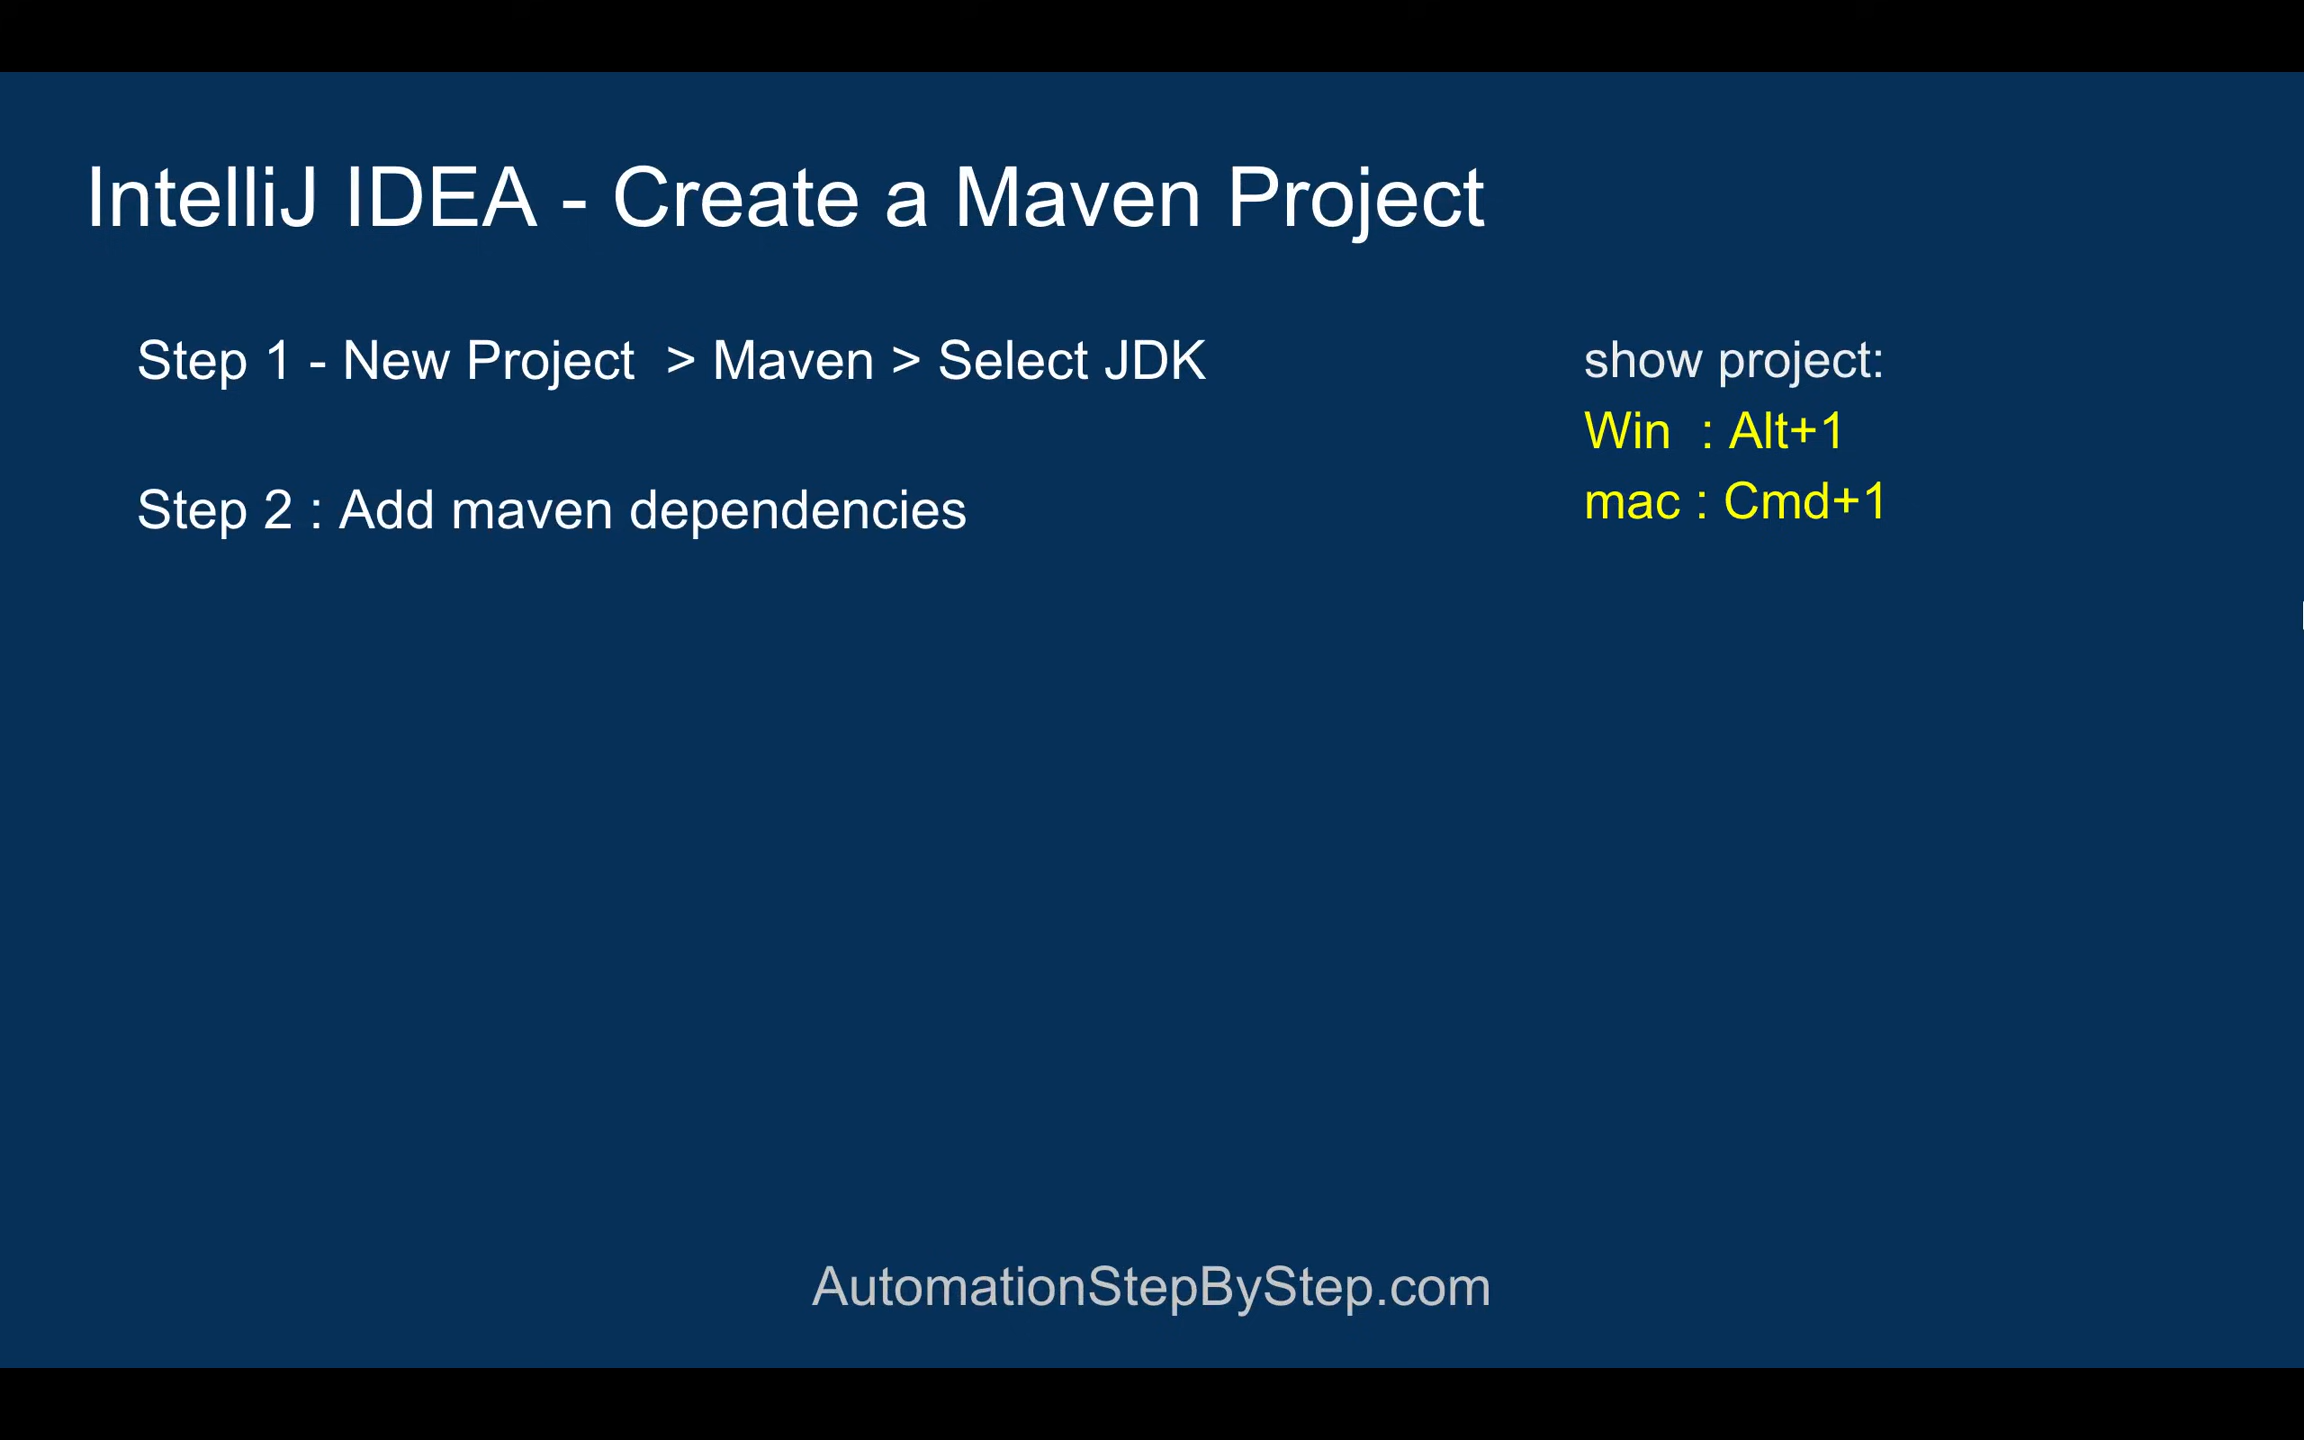 IntelliJ IDEA - Create a Maven Project
Step 1 - New Project  > Maven > Select JDK
Step 2 : Add maven dependencies
show project:
Win  : Alt+1
mac : Cmd+1
AutomationStepByStep.com